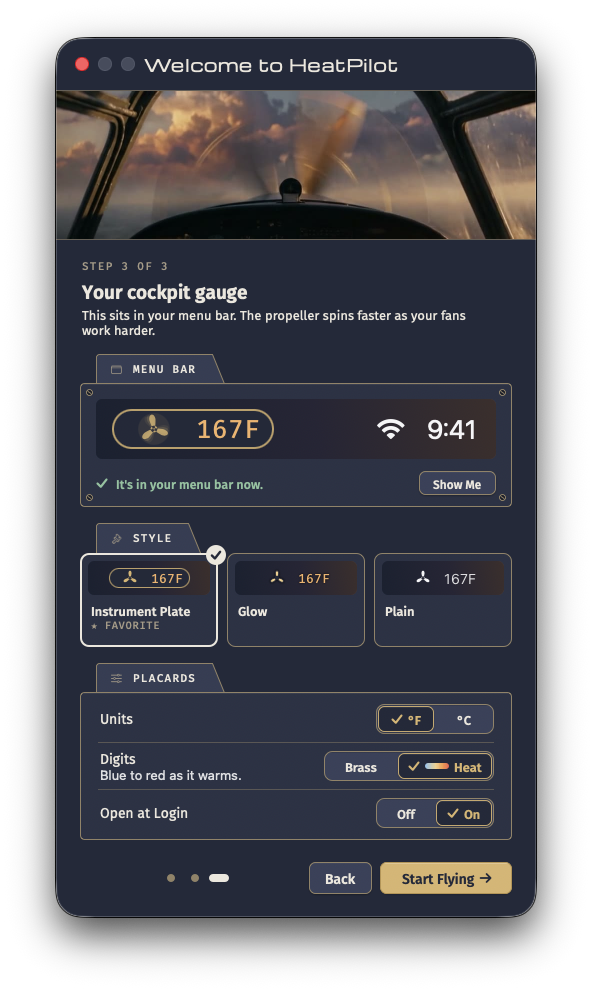 Welcome to HeatPilot
STEP 3 OF 3
Your cockpit gauge
This sits in your menu bar. The propeller spins faster as your fans
work harder.
MENU BAR
167F
9:41
It's in your menu bar now.
Show Me
STYLE
167F
167F
167F
Instrument Plate
★ FAVORITE
Glow
Plain
PLACARDS
Units
°F
°C
Digits
Blue to red as it warms.
Brass
Heat
Open at Login
Off
On
Back
Start Flying →